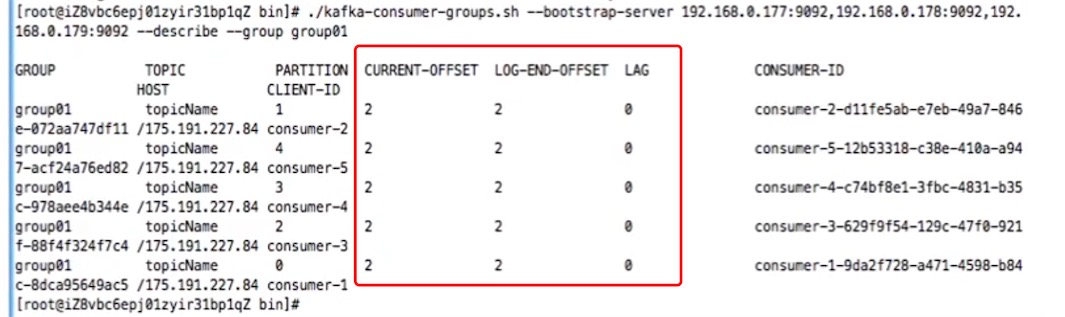 [root@iZ8vbc6epj01zyir31bp1qZ bin]# ./kafka-consumer-groups.sh --bootstrap-server 192.168.0.177:9092,192.168.0.178:9092,192.
168.0.179:9092 --describe --group group01
GROUP TOPIC PARTITION CURRENT-OFFSET LOG-END-OFFSET LAG CONSUMER-ID
HOST CLIENT-ID
group01 topicName 1 2 2 0 consumer-2-d11fe5ab-e7eb-49a7-846
e-072aa747df11 /175.191.227.84 consumer-2
group01 topicName 4 2 2 0 consumer-5-12b53318-c38e-410a-a94
7-acf24a76ed82 /175.191.227.84 consumer-5
group01 topicName 3 2 2 0 consumer-4-c74bf8e1-3fbc-4831-b35
c-978aee4b344e /175.191.227.84 consumer-4
group01 topicName 2 2 2 0 consumer-3-629f9f54-129c-47f0-921
f-88f4f324f7c4 /175.191.227.84 consumer-3
group01 topicName 0 2 2 0 consumer-1-9da2f728-a471-4598-b84
c-8dca95649ac5 /175.191.227.84 consumer-1
[root@iZ8vbc6epj01zyir31bp1qZ bin]#